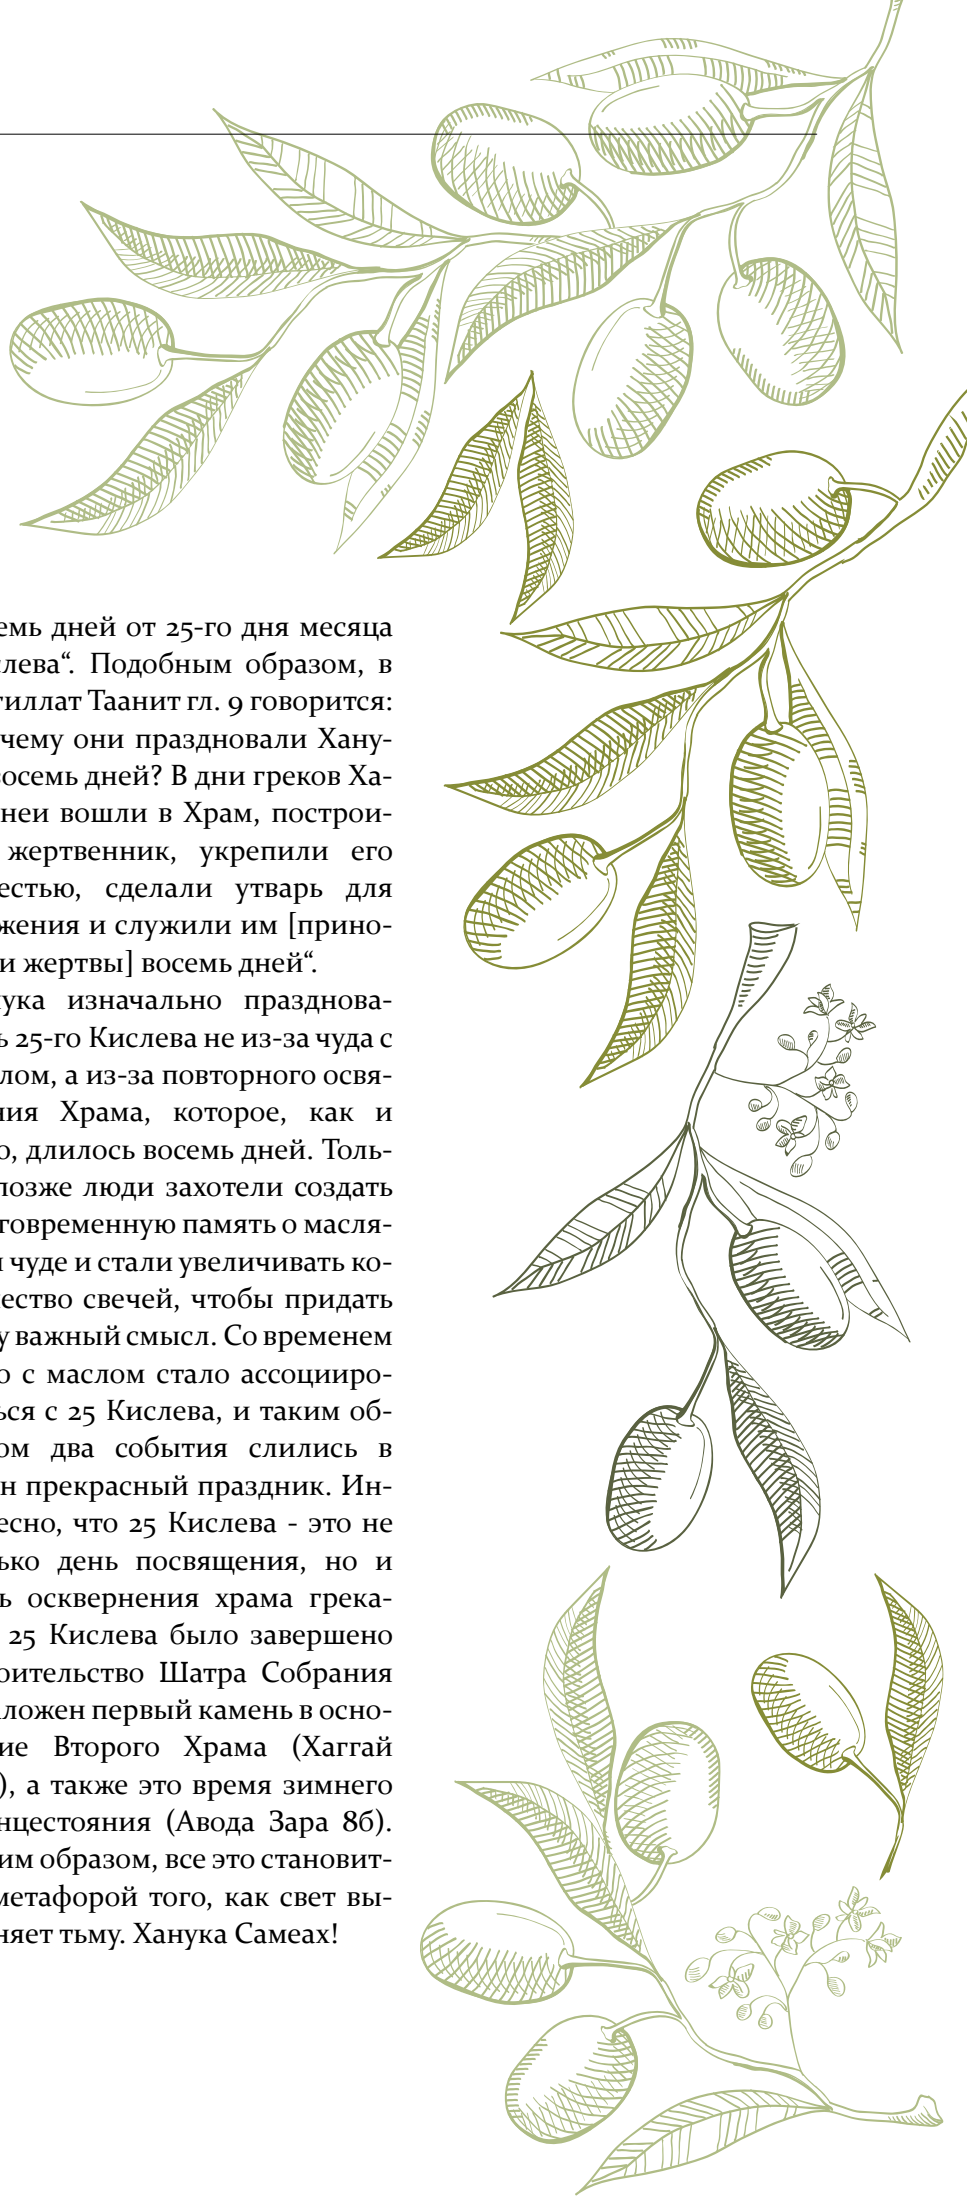 емь дней от 25-го дня месяца
лева“. Подобным образом, в
гиллат Таанит гл. 9 говорится:
чему они праздновали Хану-
восемь дней? В дни греков Ха-
неи вошли в Храм, построи-
жертвенник, укрепили его
естью, сделали утварь для
жения и служили им [прино-
и жертвы] восемь дней“.
ука изначально празднова-
ь 25-го Кислева не из-за чуда с
лом, а из-за повторного освя-
ния Храма, которое, как и
о, длилось восемь дней. Толь-
позже люди захотели создать
говременную память о масля-
чуде и стали увеличивать ко-
ество свечей, чтобы придать
у важный смысл. Со временем
о с маслом стало ассоцииро-
ься с 25 Кислева, и таким об-
ом два события слились в
н прекрасный праздник. Ин-
есно, что 25 Кислева - это не
ько день посвящения, но и
ь осквернения храма грека-
25 Кислева было завершено
оительство Шатра Собрания
ложен первый камень в осно-
ие Второго Храма (Хаггай
), а также это время зимнего
нцестояния (Авода Зара 8б).
им образом, все это становит-
метафорой того, как свет вы-
няет тьму. Ханука Самеах!